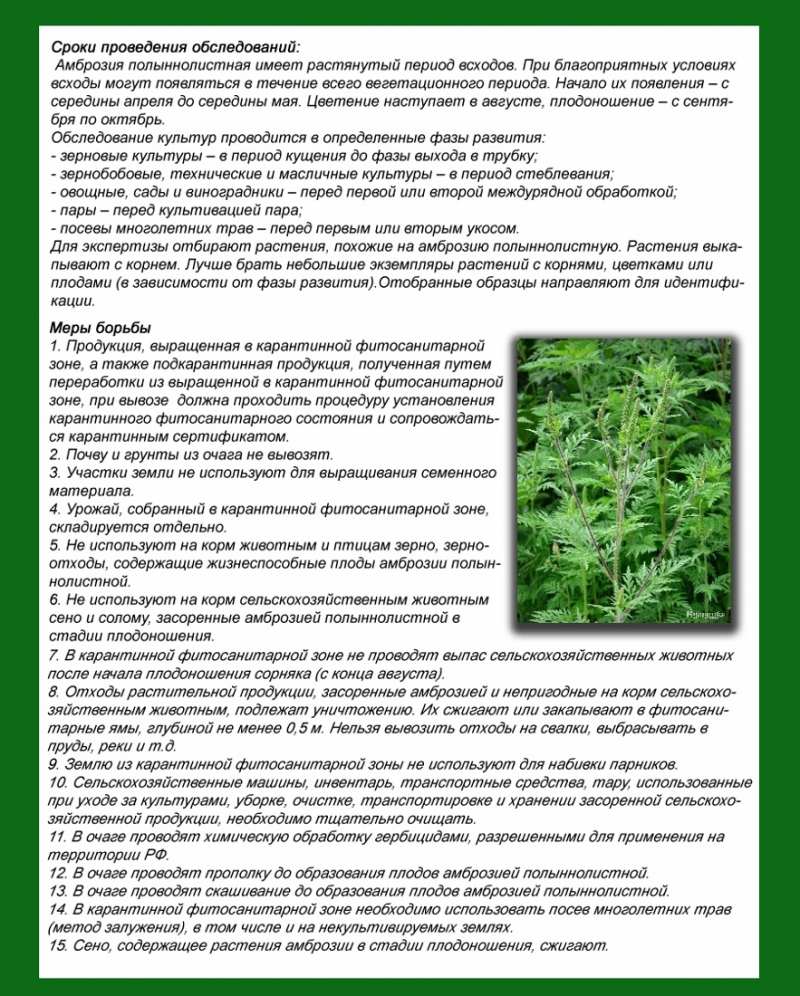 Сроки проведения обследований:
Амброзия полыннолистная имеет растянутый период всходов. При благоприятных условиях
всходы могут появляться в течение всего вегетационного периода. Начало их появления – с
середины апреля до середины мая. Цветение наступает в августе, плодоношение – с сентя-
бря по октябрь.
Обследование культур проводится в определенные фазы развития:
- зерновые культуры – в период кущения до фазы выхода в трубку;
- зернобобовые, технические и масличные культуры – в период стеблевания;
- овощные, сады и виноградники – перед первой или второй междурядной обработкой;
- пары – перед культивацией пара;
- посевы многолетних трав – перед первым или вторым укосом.
Для экспертизы отбирают растения, похожие на амброзию полыннолистную. Растения выка-
пывают с корнем. Лучше брать небольшие экземпляры растений с корнями, цветками или
плодами (в зависимости от фазы развития).Отобранные образцы направляют для идентифи-
кации.
Меры борьбы
1. Продукция, выращенная в карантинной фитосанитарной
зоне, а также подкарантинная продукция, полученная путем
переработки из выращенной в карантинной фитосанитарной
зоне, при вывозе должна проходить процедуру установления
карантинного фитосанитарного состояния и сопровождать-
ся карантинным сертификатом.
2. Почву и грунты из очага не вывозят.
3. Участки земли не используют для выращивания семенного
материала.
4. Урожай, собранный в карантинной фитосанитарной зоне,
складируется отдельно.
5. Не используют на корм животным и птицам зерно, зерно-
отходы, содержащие жизнеспособные плоды амброзии полын-
нолистной.
6. Не используют на корм сельскохозяйственным животным
сено и солому, засоренные амброзией полыннолистной в
стадии плодоношения.
7. В карантинной фитосанитарной зоне не проводят выпас сельскохозяйственных животных
после начала плодоношения сорняка (с конца августа).
8. Отходы растительной продукции, засоренные амброзией и непригодные на корм сельскохо-
зяйственным животным, подлежат уничтожению. Их сжигают или закапывают в фитосани-
тарные ямы, глубиной не менее 0,5 м. Нельзя вывозить отходы на свалки, выбрасывать в
пруды, реки и т.д.
9. Землю из карантинной фитосанитарной зоны не используют для набивки парников.
10. Сельскохозяйственные машины, инвентарь, транспортные средства, тару, использованные
при уходе за культурами, уборке, очистке, транспортировке и хранении засоренной сельскохо-
зяйственной продукции, необходимо тщательно очищать.
11. В очаге проводят химическую обработку гербицидами, разрешенными для применения на
территории РФ.
12. В очаге проводят прополку до образования плодов амброзией полыннолистной.
13. В очаге проводят скашивание до образования плодов амброзией полыннолистной.
14. В карантинной фитосанитарной зоне необходимо использовать посев многолетних трав
(метод залужения), в том числе и на некультивируемых землях.
15. Сено, содержащее растения амброзии в стадии плодоношения, сжигают.